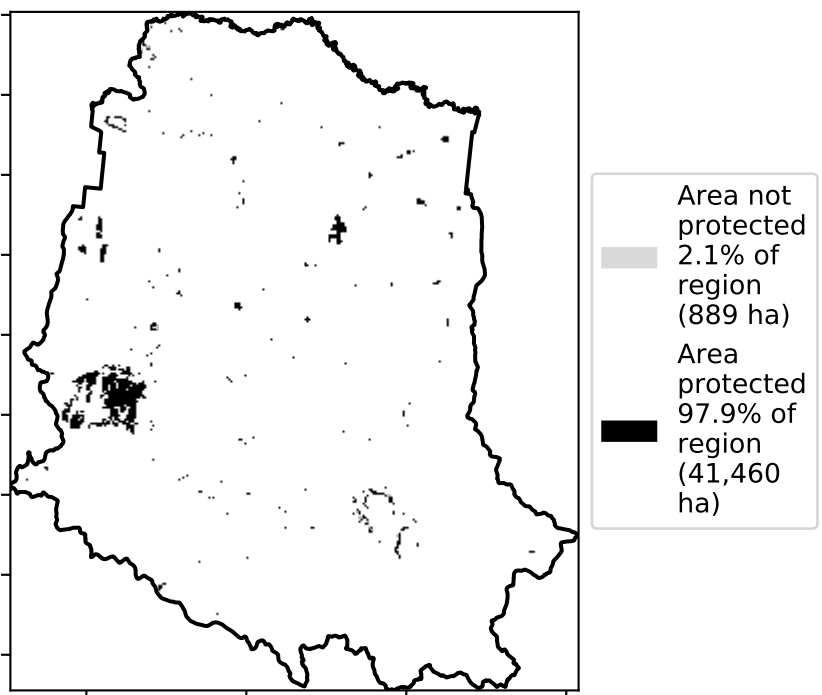 Area not
protected
2.1% of
region
(889 ha)
Area
protected
97.9% of
region
(41,460
ha)